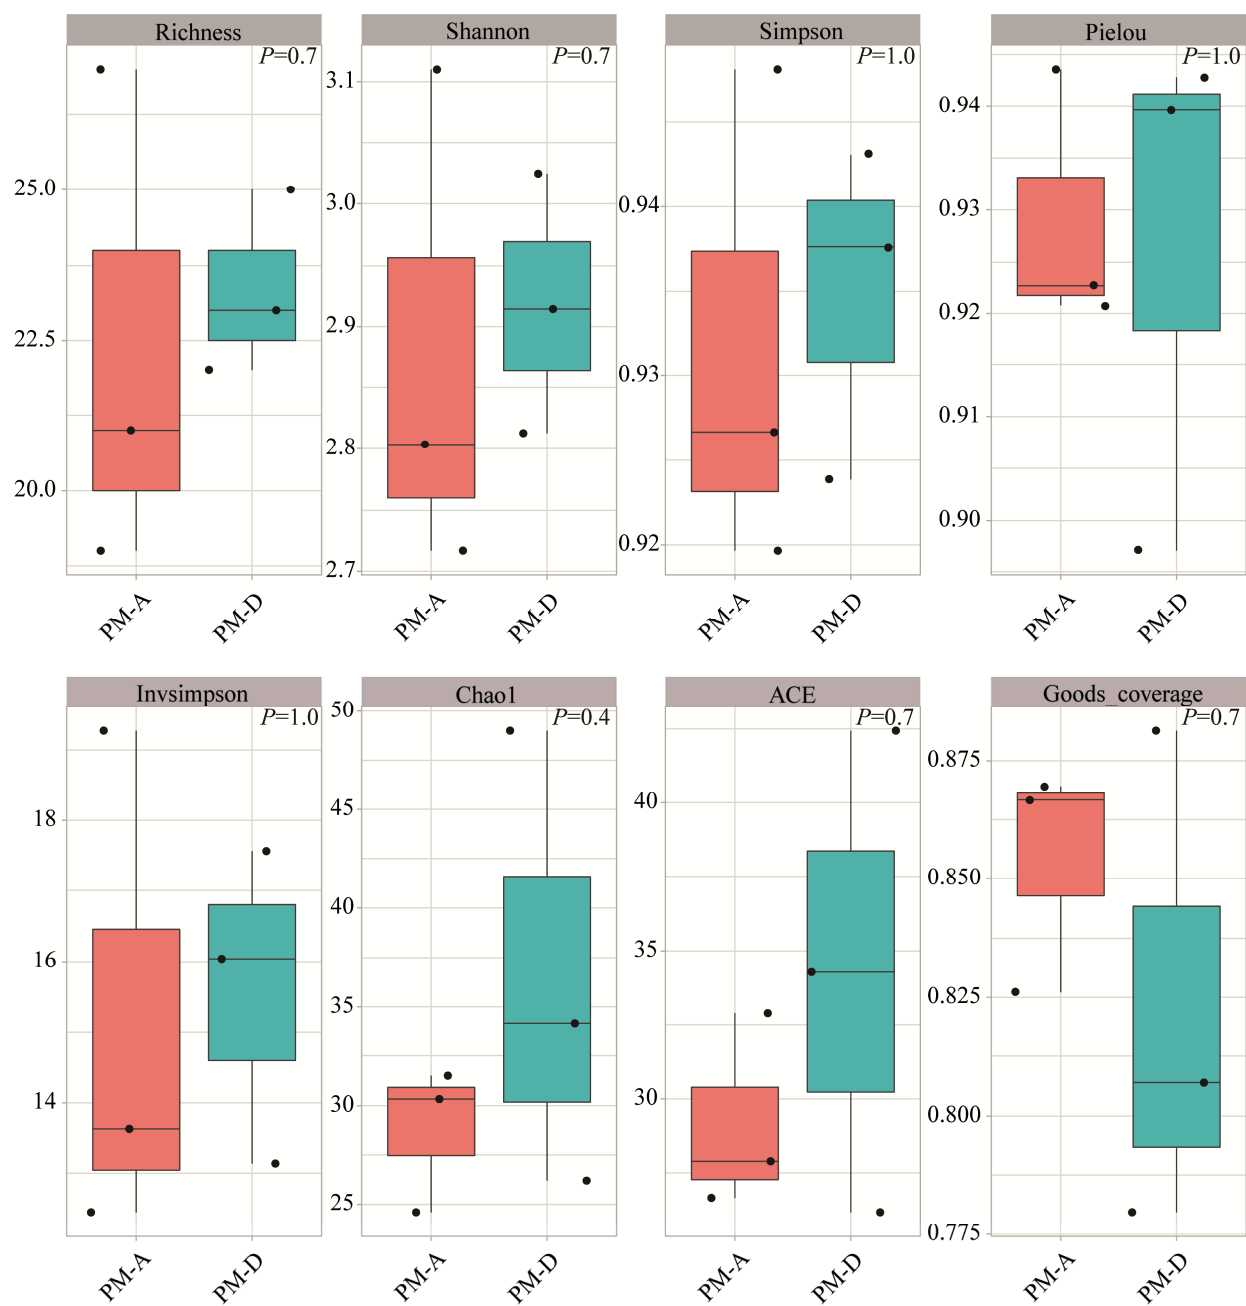 Richness
P=0.7
25.0
22.5
20.0
PM-A
PM-D
Shannon
P=0.7
3.1
3.0
2.9
2.8
2.7
PM-A
PM-D
Simpson
P=1.0
0.94
0.93
0.92
PM-A
PM-D
Pielou
P=1.0
0.94
0.93
0.92
0.91
0.90
PM-A
PM-D
Invsimpson
P=1.0
18
16
14
PM-A
PM-D
Chao1
P=0.4
50
45
40
35
30
25
PM-A
PM-D
ACE
P=0.7
40
35
30
PM-A
PM-D
Goods_coverage
P=0.7
0.875
0.850
0.825
0.800
0.775
PM-A
PM-D